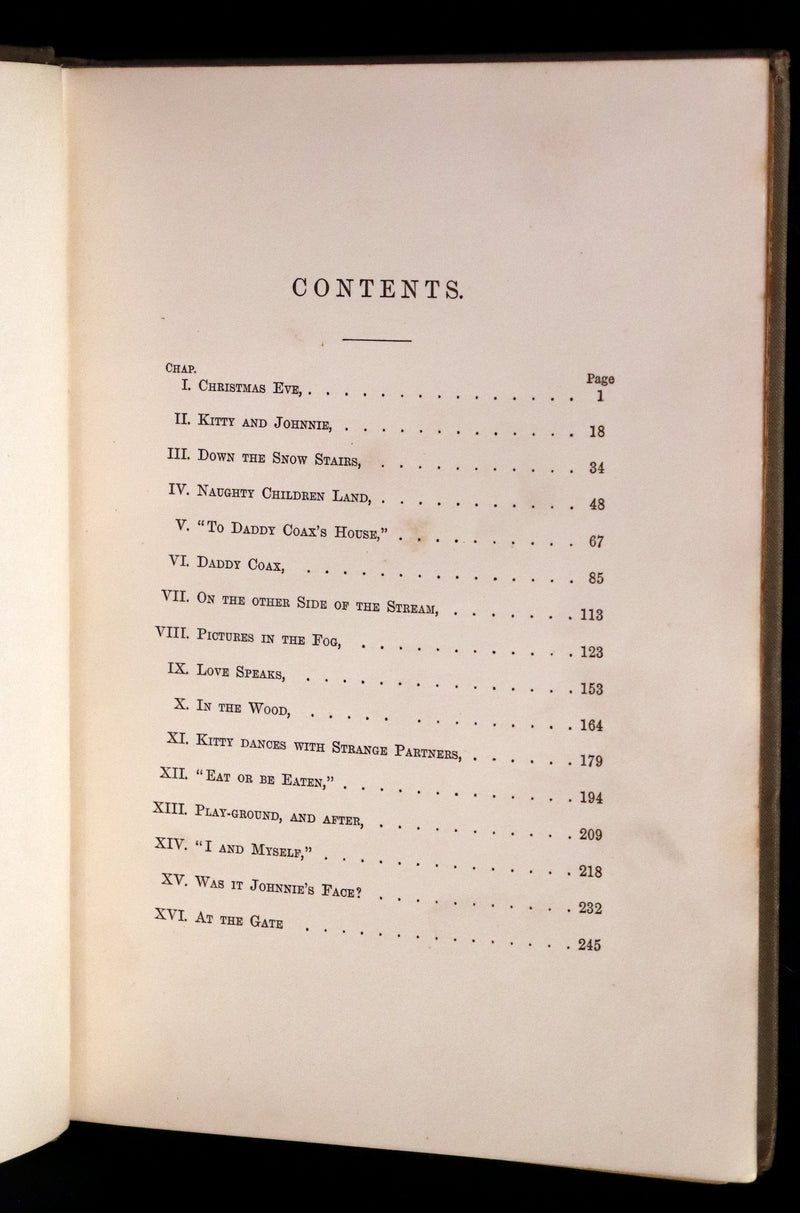 CONTENTS.
CHAP.
Page
I. CHRISTMAS EVE, . . . . . . . . . . . . . . . 1
II. KITTY AND JOHNNIE, . . . . . . . . . . . . . 18
III. DOWN THE SNOW STAIRS, . . . . . . . . . . . 34
IV. NAUGHTY CHILDREN LAND, . . . . . . . . . . . 48
V. “TO DADDY COAX’S HOUSE,” . . . . . . . . . . 67
VI. DADDY COAX, . . . . . . . . . . . . . . . 85
VII. ON THE OTHER SIDE OF THE STREAM, . . . . . . . 113
VIII. PICTURES IN THE FOG, . . . . . . . . . . . . 123
IX. LOVE SPEAKS, . . . . . . . . . . . . . . . 153
X. IN THE WOOD, . . . . . . . . . . . . . . 164
XI. KITTY DANCES WITH STRANGE PARTNERS, . . . . . . 179
XII. “EAT OR BE EATEN,” . . . . . . . . . . . . . 194
XIII. PLAY-GROUND, AND AFTER, . . . . . . . . . . . 209
XIV. “I AND MYSELF,” . . . . . . . . . . . . . . 218
XV. WAS IT JOHNNIE’S FACE? . . . . . . . . . . . 232
XVI. AT THE GATE . . . . . . . . . . . . . . . 245